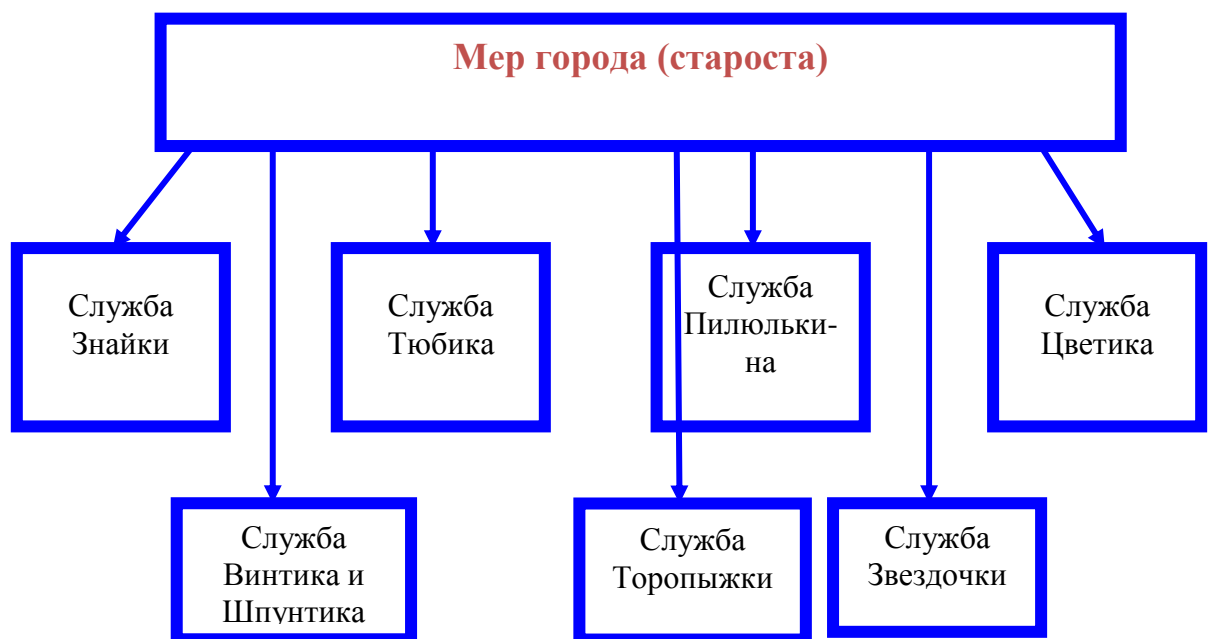 Мер города (староста)
Служба
Знайки
Служба
Тюбика
Служба
Пилюльки-
на
Служба
Цветика
Служба
Винтика и
Шпунтика
Служба
Торопыжки
Служба
Звездочки